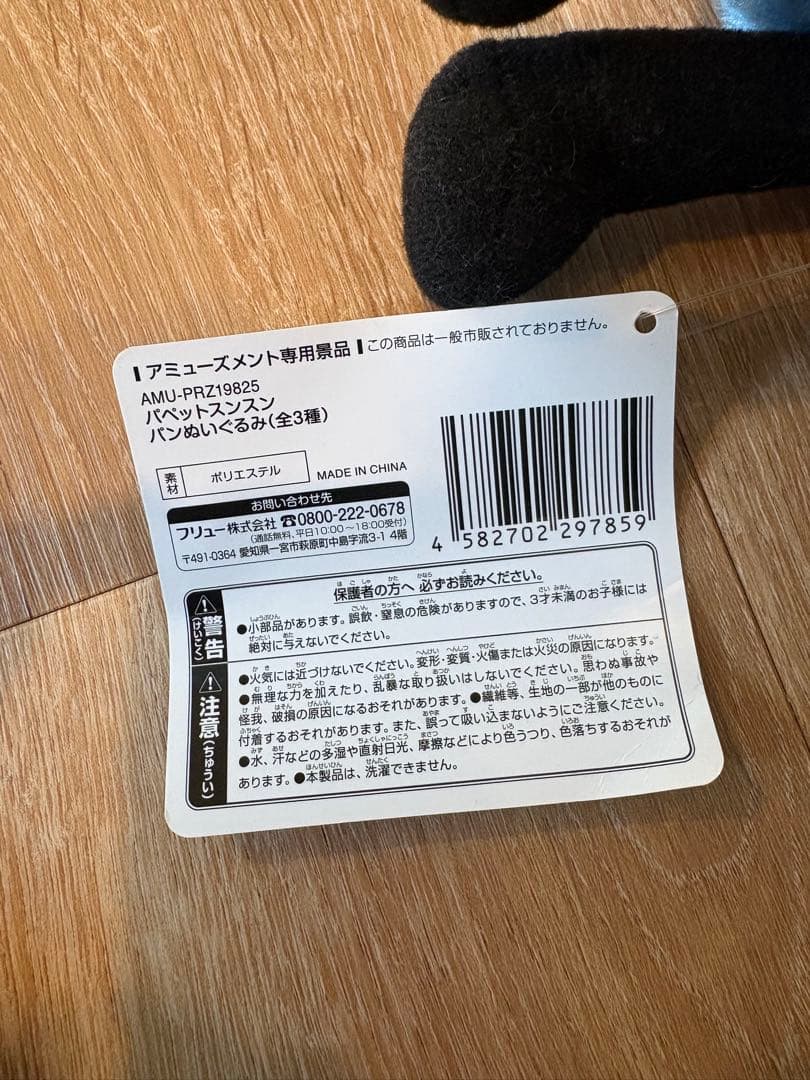 アミューズメント専用景品 この商品は一般市販されておりません。
AMU-PRZ19825
パペットスンスン
パンぬいぐるみ(全3種)
素材 ポリエステル MADE IN CHINA
お問い合わせ先
フリュー株式会社 ☎0800-222-0678
(通話無料、平日10:00~18:00受付)
〒491-0364 愛知県一宮市萩原町中島字流3-1 4階
4 582702 297859
保護者の方へ 必ずお読みください。
警告(けいこく)
●小部品があります。誤飲・窒息の危険がありますので、3才未満のお子様には
絶対に与えないでください。
注意(ちゅうい)
●火気には近づけないでください。変形・変質・火傷または火災の原因になります。
●無理な力を加えたり、乱暴な取り扱いはしないでください。思わぬ事故や
怪我、破損の原因になるおそれがあります。●繊維等、生地の一部が他のものに
付着するおそれがあります。また、誤って吸い込まないようにご注意ください。
●水、汗などの多湿や直射日光、摩擦などにより色うつり、色落ちするおそれが
あります。●本製品は、洗濯できません。